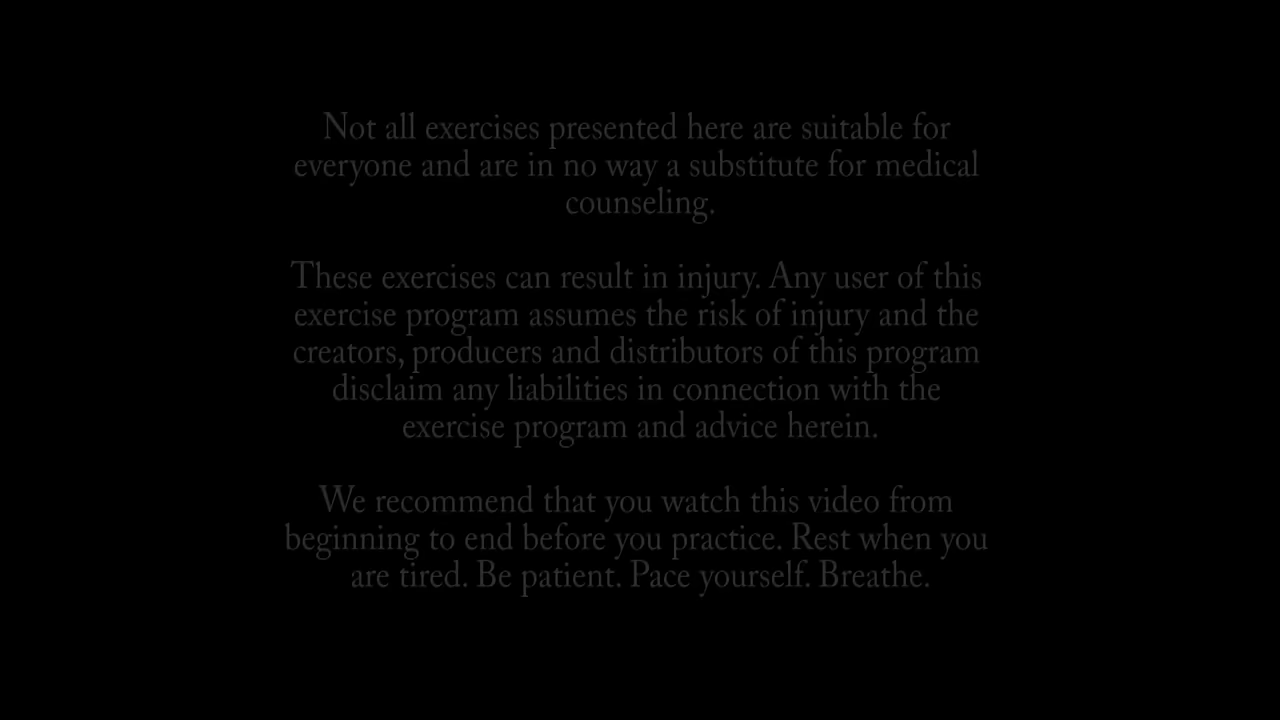 Not all exercises presented here are suitable for
everyone and are in no way a substitute for medical
counseling.
These exercises can result in injury. Any user of this
exercise program assumes the risk of injury and the
creators, producers and distributors of this program
disclaim any liabilities in connection with the
exercise program and advice herein.
We recommend that you watch this video from
beginning to end before you practice. Rest when you
are tired. Be patient. Pace yourself. Breathe.